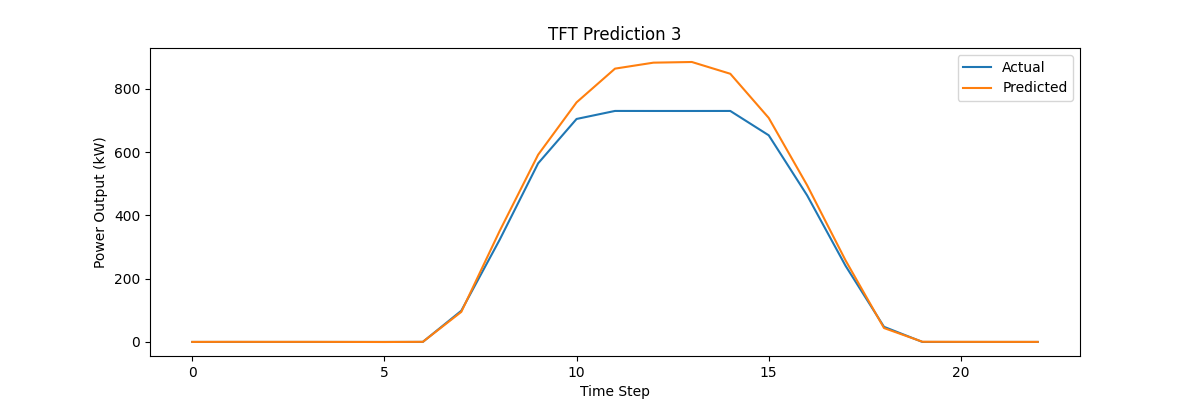 TFT Prediction 3
Actual
Predicted
Power Output (kW)
800
600
400
200
0
0 5 10 15 20
Time Step